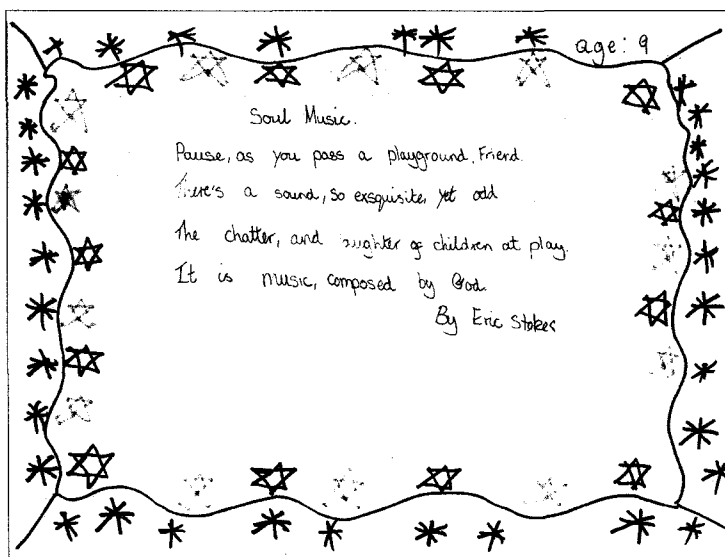 age: 9
Soul Music.
Pause, as you pass a playground, Friend.
There's a sound, so exsquisite, yet odd
The chatter, and laughter of children at play.
It is music, composed by God.
By Eric Stokes